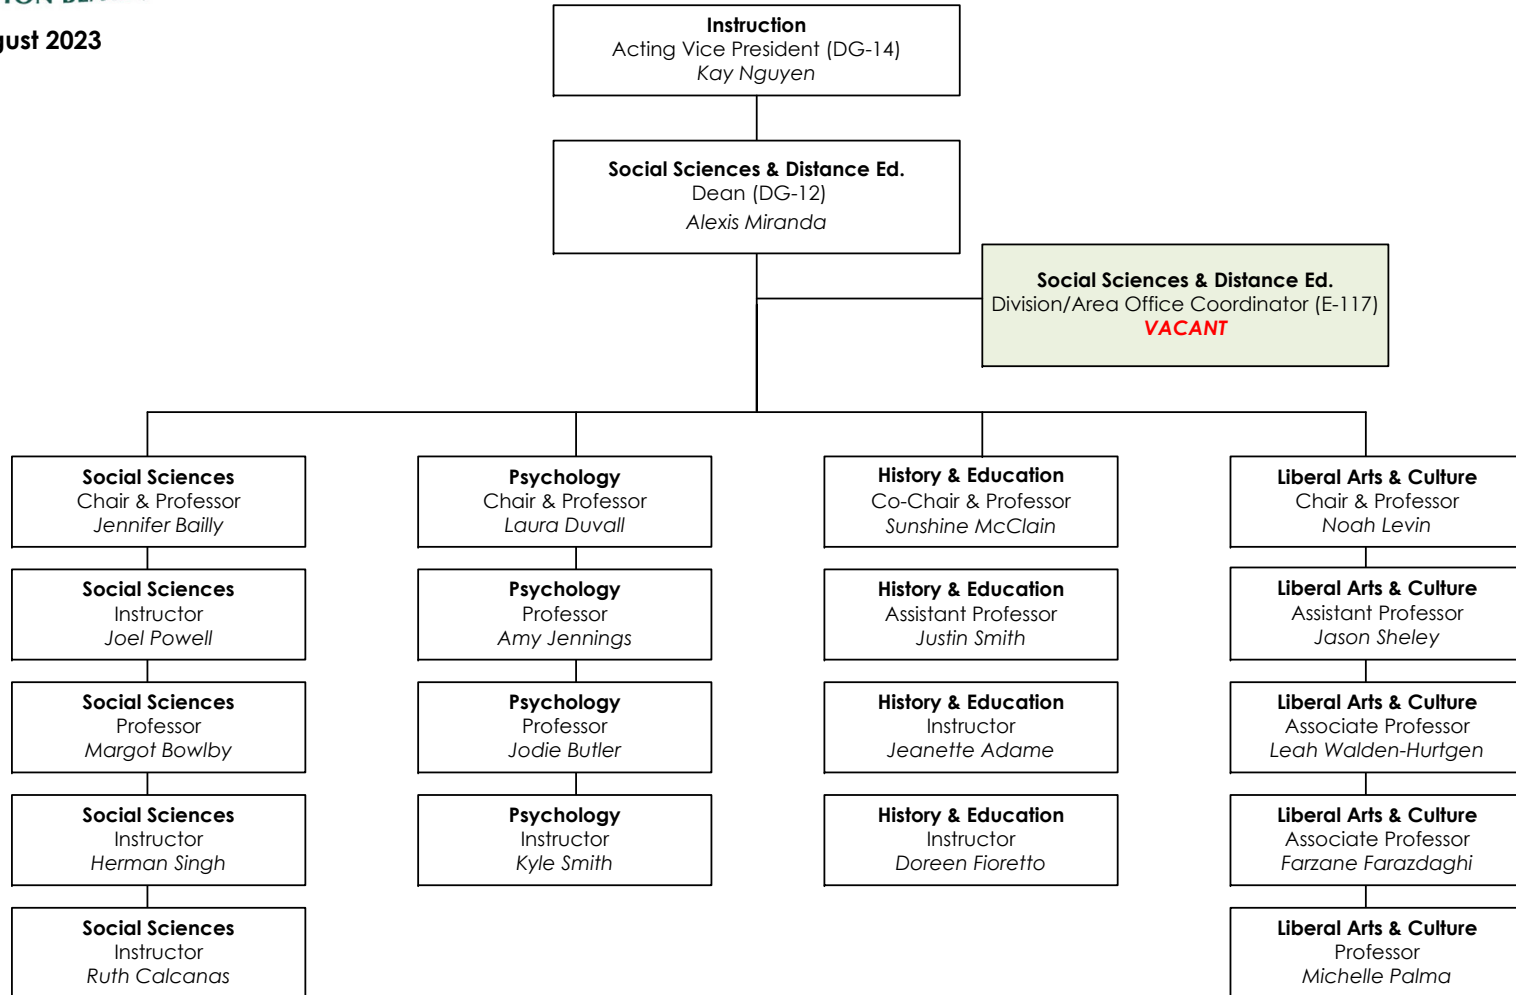 August 2023
Instruction
Acting Vice President (DG-14)
Kay Nguyen
Social Sciences & Distance Ed.
Dean (DG-12)
Alexis Miranda
Social Sciences & Distance Ed.
Division/Area Office Coordinator (E-117)
VACANT
Social Sciences
Chair & Professor
Jennifer Bailly
Psychology
Chair & Professor
Laura Duvall
History & Education
Co-Chair & Professor
Sunshine McClain
Liberal Arts & Culture
Chair & Professor
Noah Levin
Social Sciences
Instructor
Joel Powell
Psychology
Professor
Amy Jennings
History & Education
Assistant Professor
Justin Smith
Liberal Arts & Culture
Assistant Professor
Jason Sheley
Social Sciences
Professor
Margot Bowlby
Psychology
Professor
Jodie Butler
History & Education
Instructor
Jeanette Adame
Liberal Arts & Culture
Associate Professor
Leah Walden-Hurtgen
Social Sciences
Instructor
Herman Singh
Psychology
Instructor
Kyle Smith
History & Education
Instructor
Doreen Fioretto
Liberal Arts & Culture
Associate Professor
Farzane Farazdaghi
Social Sciences
Instructor
Ruth Calcanas
Liberal Arts & Culture
Professor
Michelle Palma